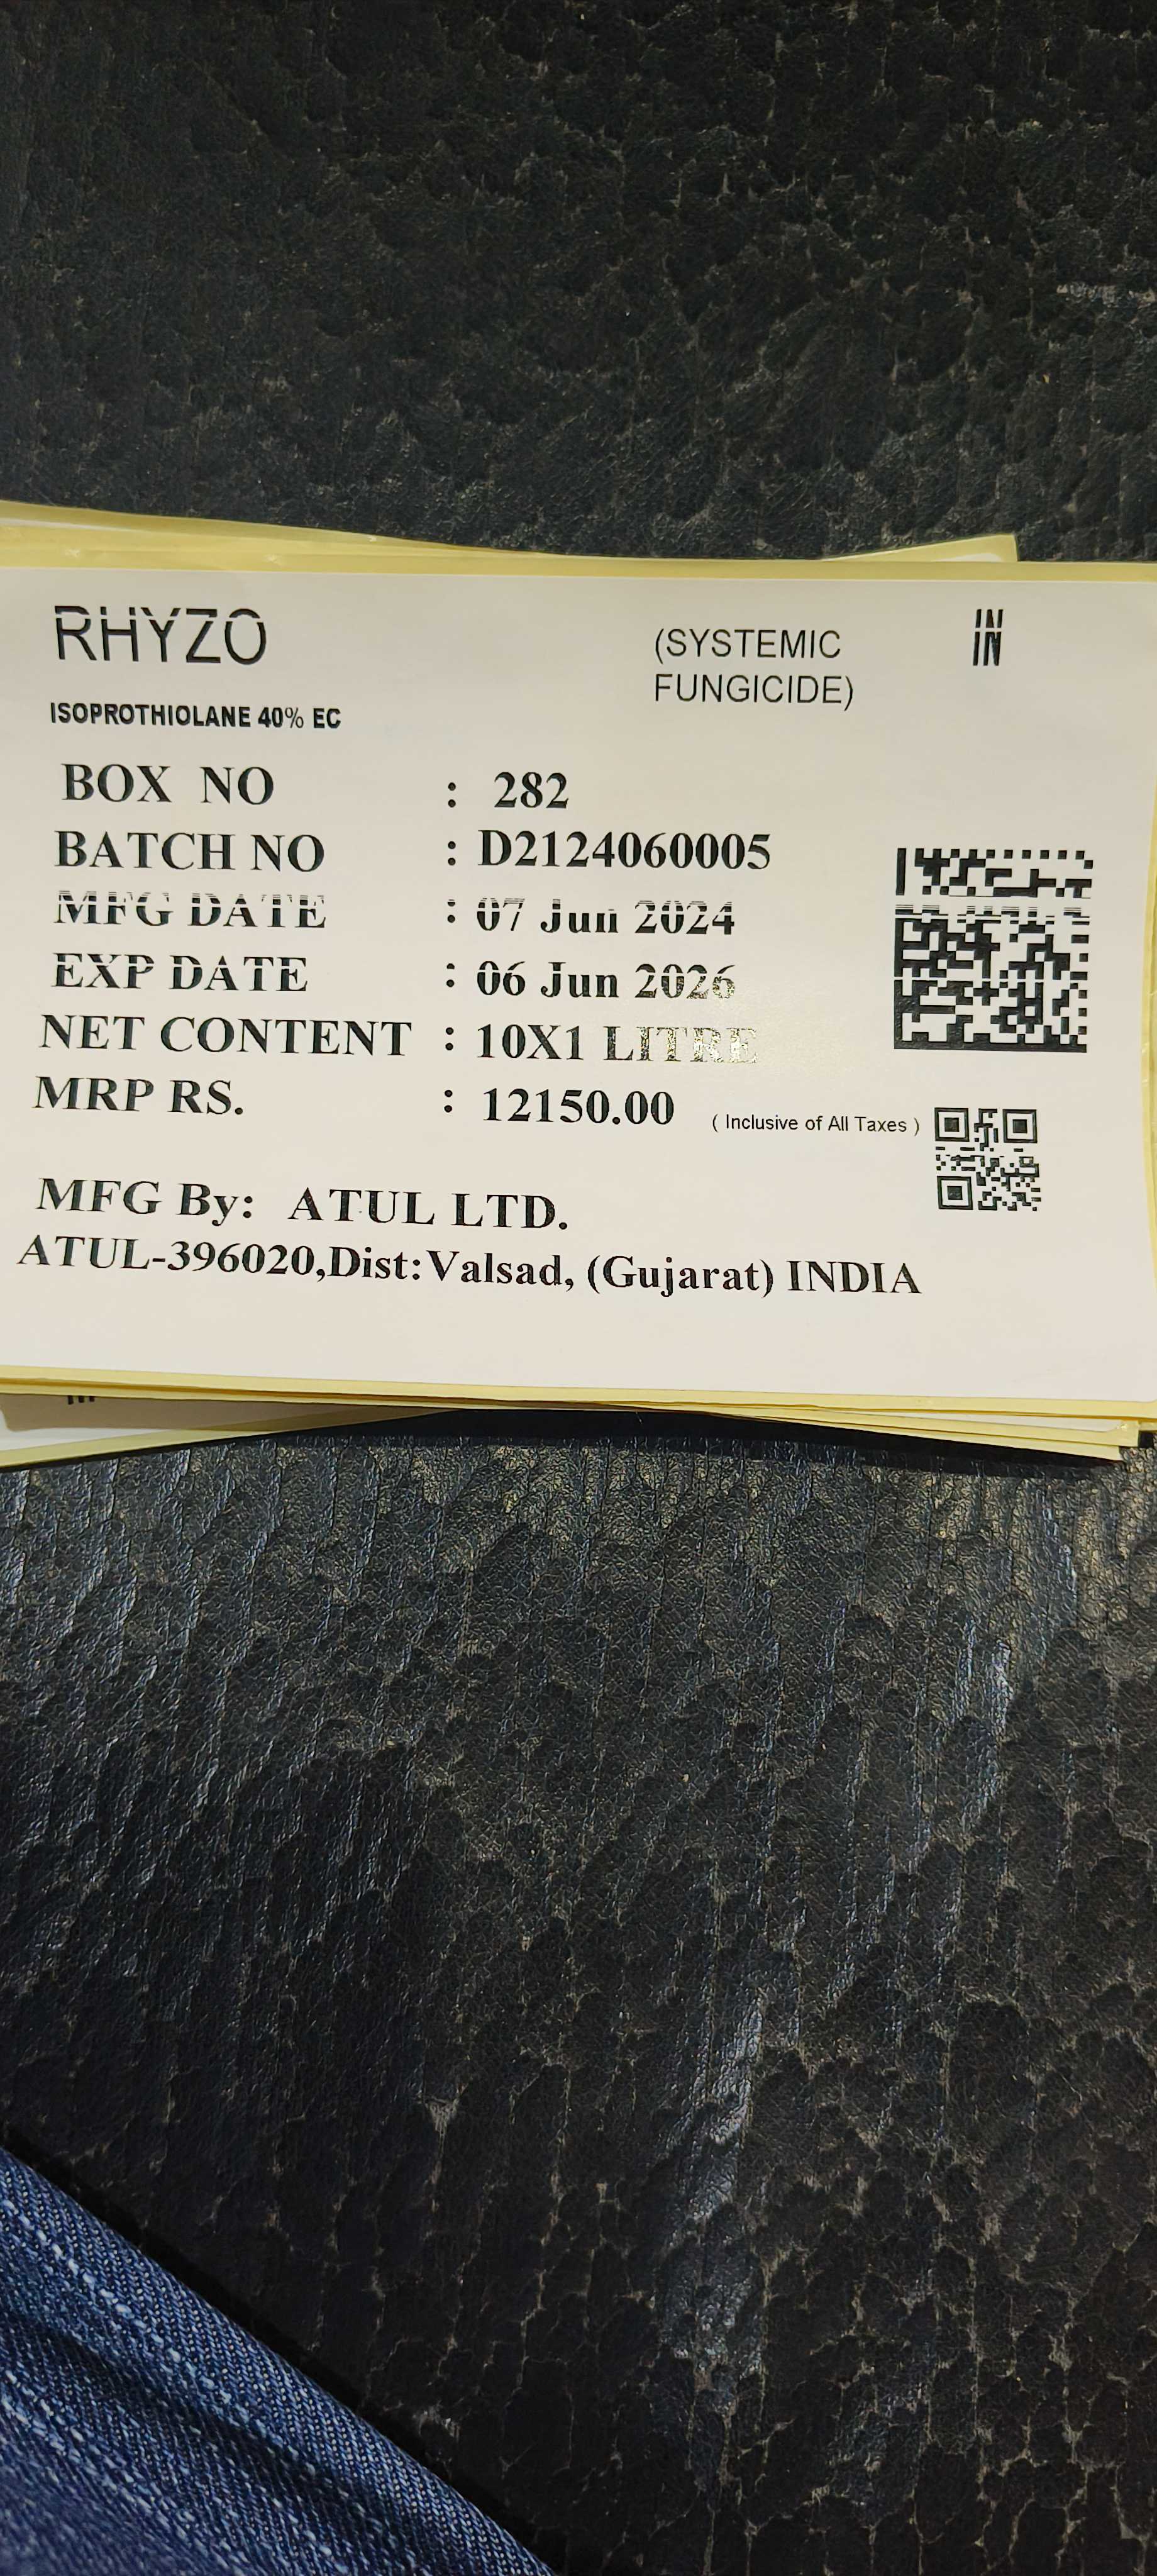 RHYZO
(SYSTEMIC
FUNGICIDE)
IN
ISOPROTHIOLANE 40% EC
BOX NO : 282
BATCH NO : D2124060005
MFG DATE : 07 Jun 2024
EXP DATE : 06 Jun 2026
NET CONTENT : 10X1 LITRE
MRP RS. : 12150.00 ( Inclusive of All Taxes )
MFG By: ATUL LTD.
ATUL-396020,Dist:Valsad, (Gujarat) INDIA